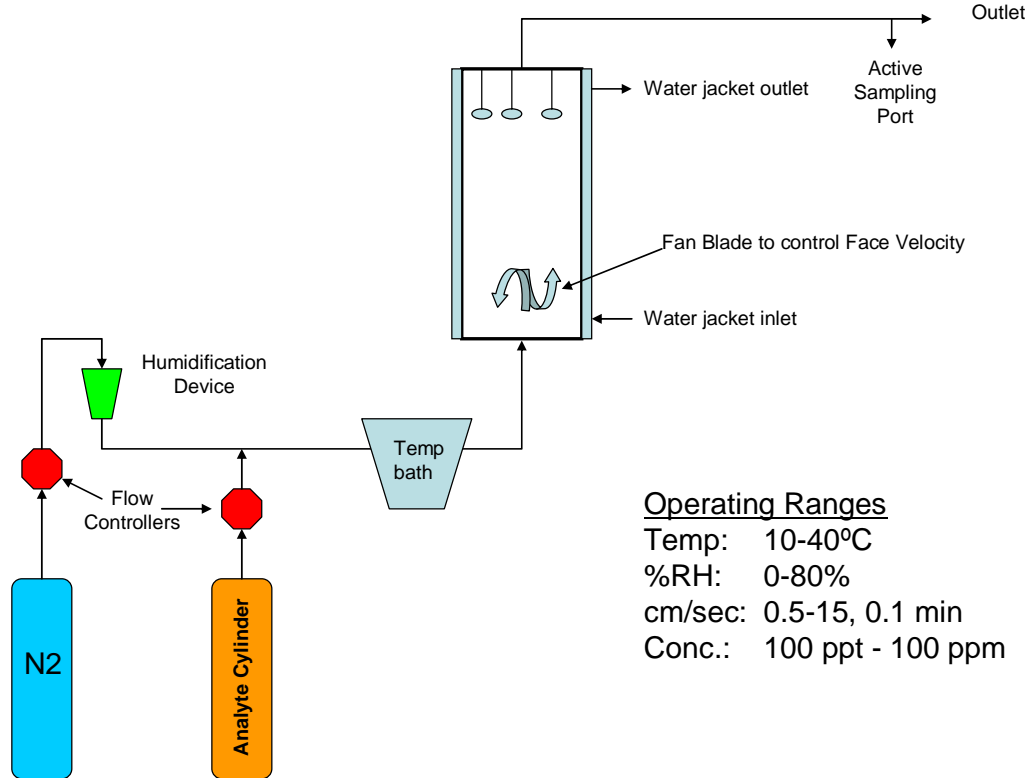 Outlet
Active
Sampling
Port
Water jacket outlet
Fan Blade to control Face Velocity
Water jacket inlet
Humidification
Device
Temp
bath
Flow
Controllers
N2
Analyte Cylinder
Operating Ranges
Temp: 10-40ºC
%RH: 0-80%
cm/sec: 0.5-15, 0.1 min
Conc.: 100 ppt - 100 ppm